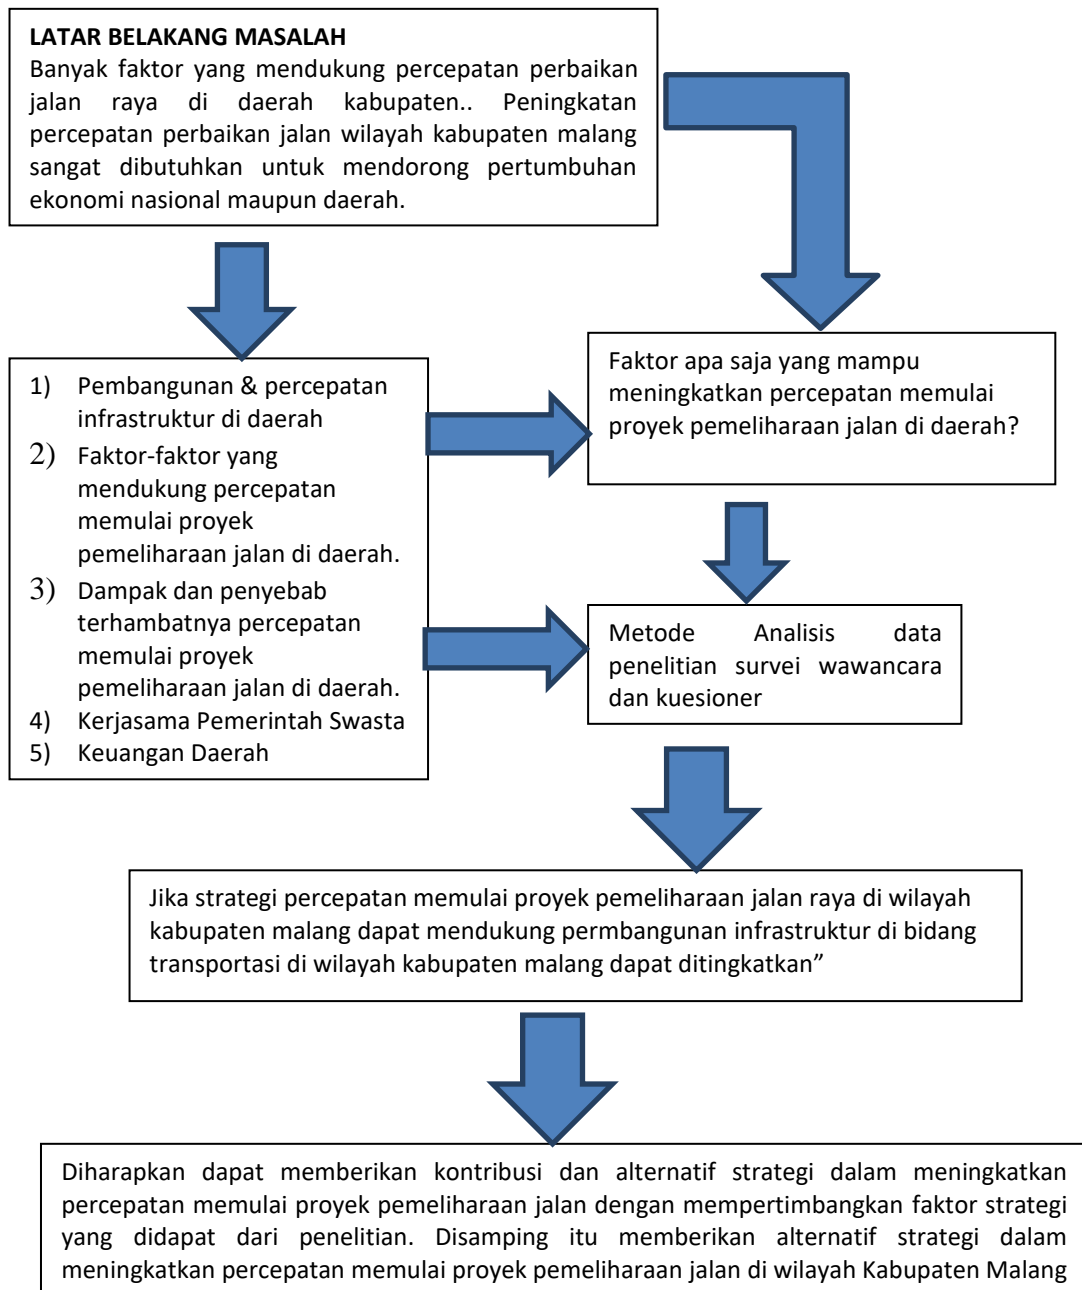 LATAR BELAKANG MASALAH
Banyak faktor yang mendukung percepatan perbaikan
jalan raya di daerah kabupaten.. Peningkatan
percepatan perbaikan jalan wilayah kabupaten malang
sangat dibutuhkan untuk mendorong pertumbuhan
ekonomi nasional maupun daerah.
1) Pembangunan & percepatan
infrastruktur di daerah
2) Faktor-faktor yang
mendukung percepatan
memulai proyek
pemeliharaan jalan di daerah.
3) Dampak dan penyebab
terhambatnya percepatan
memulai proyek
pemeliharaan jalan di daerah.
4) Kerjasama Pemerintah Swasta
5) Keuangan Daerah
Faktor apa saja yang mampu
meningkatkan percepatan memulai
proyek pemeliharaan jalan di daerah?
Metode Analisis data
penelitian survei wawancara
dan kuesioner
Jika strategi percepatan memulai proyek pemeliharaan jalan raya di wilayah
kabupaten malang dapat mendukung permbangunan infrastruktur di bidang
transportasi di wilayah kabupaten malang dapat ditingkatkan”
Diharapkan dapat memberikan kontribusi dan alternatif strategi dalam meningkatkan
percepatan memulai proyek pemeliharaan jalan dengan mempertimbangkan faktor strategi
yang didapat dari penelitian. Disamping itu memberikan alternatif strategi dalam
meningkatkan percepatan memulai proyek pemeliharaan jalan di wilayah Kabupaten Malang